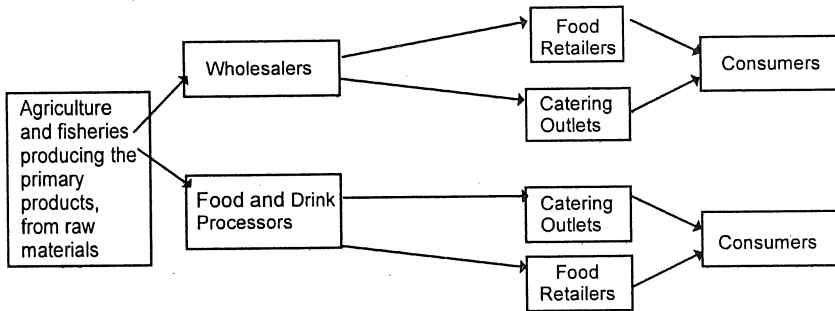 Agriculture
and fisheries
producing the
primary
products,
from raw
materials
Wholesalers
Food and Drink
Processors
Food
Retailers
Catering
Outlets
Consumers
Catering
Outlets
Food
Retailers
Consumers